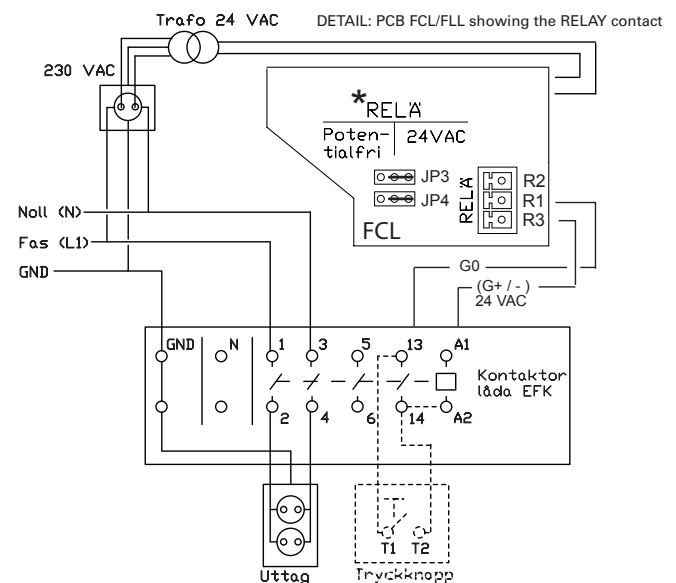 Trafo 24 VAC
DETAIL: PCB FCL/FLL showing the RELAY contact
230 VAC
*RELÄ
Poten-
tialfri
24VAC
JP3
JP4
RELÄ
R2
R1
R3
FCL
Noll (N)
Fas (L1)
GND
G0
(G+ / - )
24 VAC
GND N 1 3 5 13 A1
Kontaktor
låda EFK
2 4 6 14 A2
T1 T2
Uttag
Tryckknapp